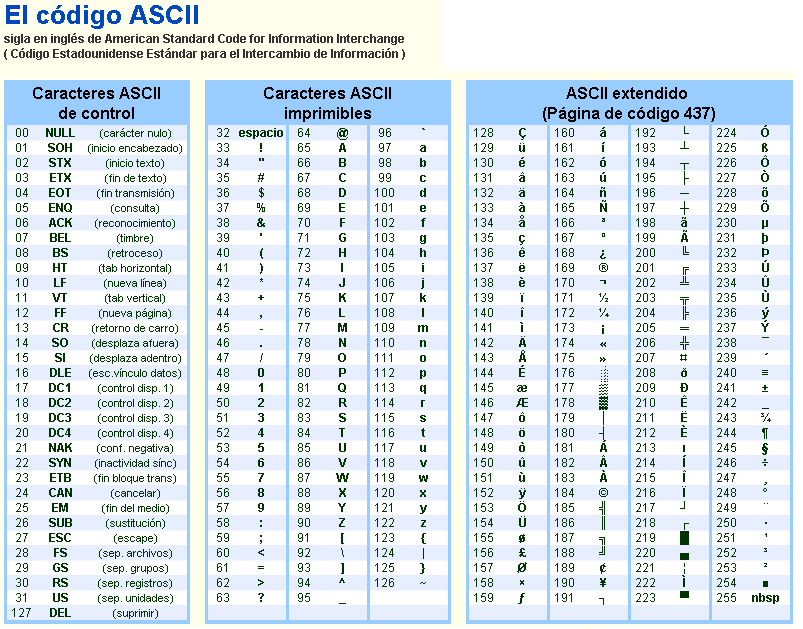 El código ASCII
sigla en inglés de American Standard Code for Information Interchange
( Código Estadounidense Estándar para el Intercambio de Información )
Caracteres ASCII
de control
00 NULL (carácter nulo)
01 SOH (inicio encabezado)
02 STX (inicio texto)
03 ETX (fin de texto)
04 EOT (fin transmisión)
05 ENQ (consulta)
06 ACK (reconocimiento)
07 BEL (timbre)
08 BS (retroceso)
09 HT (tab horizontal)
10 LF (nueva línea)
11 VT (tab vertical)
12 FF (nueva página)
13 CR (retorno de carro)
14 SO (desplaza afuera)
15 SI (desplaza adentro)
16 DLE (esc.vínculo datos)
17 DC1 (control disp. 1)
18 DC2 (control disp. 2)
19 DC3 (control disp. 3)
20 DC4 (control disp. 4)
21 NAK (conf. negativa)
22 SYN (inactividad sínc)
23 ETB (fin bloque trans)
24 CAN (cancelar)
25 EM (fin del medio)
26 SUB (sustitución)
27 ESC (escape)
28 FS (sep. archivos)
29 GS (sep. grupos)
30 RS (sep. registros)
31 US (sep. unidades)
127 DEL (suprimir)
Caracteres ASCII
imprimibles
32 espacio 64 @ 96 `
33 ! 65 A 97 a
34 " 66 B 98 b
35 # 67 C 99 c
36 $ 68 D 100 d
37 % 69 E 101 e
38 & 70 F 102 f
39 ' 71 G 103 g
40 ( 72 H 104 h
41 ) 73 I 105 i
42 * 74 J 106 j
43 + 75 K 107 k
44 , 76 L 108 l
45 - 77 M 109 m
46 . 78 N 110 n
47 / 79 O 111 o
48 0 80 P 112 p
49 1 81 Q 113 q
50 2 82 R 114 r
51 3 83 S 115 s
52 4 84 T 116 t
53 5 85 U 117 u
54 6 86 V 118 v
55 7 87 W 119 w
56 8 88 X 120 x
57 9 89 Y 121 y
58 : 90 Z 122 z
59 ; 91 [ 123 {
60 < 92 \ 124 |
61 = 93 ] 125 }
62 > 94 ^ 126 ~
63 ? 95 _
ASCII extendido
(Página de código 437)
128 Ç 160 á 192 └ 224 Ó
129 ü 161 í 193 ┴ 225 ß
130 é 162 ó 194 ┬ 226 Ô
131 â 163 ú 195 ├ 227 Ò
132 ä 164 ñ 196 ─ 228 õ
133 à 165 Ñ 197 ┼ 229 Õ
134 å 166 ª 198 ã 230 µ
135 ç 167 º 199 Ã 231 þ
136 ê 168 ¿ 200 ╚ 232 Þ
137 ë 169 ® 201 ╔ 233 Ú
138 è 170 ¬ 202 ╩ 234 Û
139 ï 171 ½ 203 ╦ 235 Ù
140 î 172 ¼ 204 ╠ 236 ý
141 ì 173 ¡ 205 ═ 237 Ý
142 Ä 174 « 206 ╬ 238 ¯
143 Å 175 » 207 ¤ 239 ´
144 É 176 ░ 208 ð 240 ≡
145 æ 177 ▒ 209 Ð 241 ±
146 Æ 178 ▓ 210 Ê 242 _
147 ô 179 │ 211 Ë 243 ¾
148 ö 180 ┤ 212 È 244 ¶
149 ò 181 Á 213 ı 245 §
150 û 182 Â 214 Í 246 ÷
151 ù 183 À 215 Î 247 ¸
152 ÿ 184 © 216 Ï 248 °
153 Ö 185 ╣ 217 ┘ 249 ¨
154 Ü 186 ║ 218 ┌ 250 ·
155 ø 187 ╗ 219 █ 251 ¹
156 £ 188 ╝ 220 ▄ 252 ³
157 Ø 189 ¢ 221 ¦ 253 ²
158 × 190 ¥ 222 Ì 254 ■
159 ƒ 191 ┐ 223 ▀ 255 nbsp